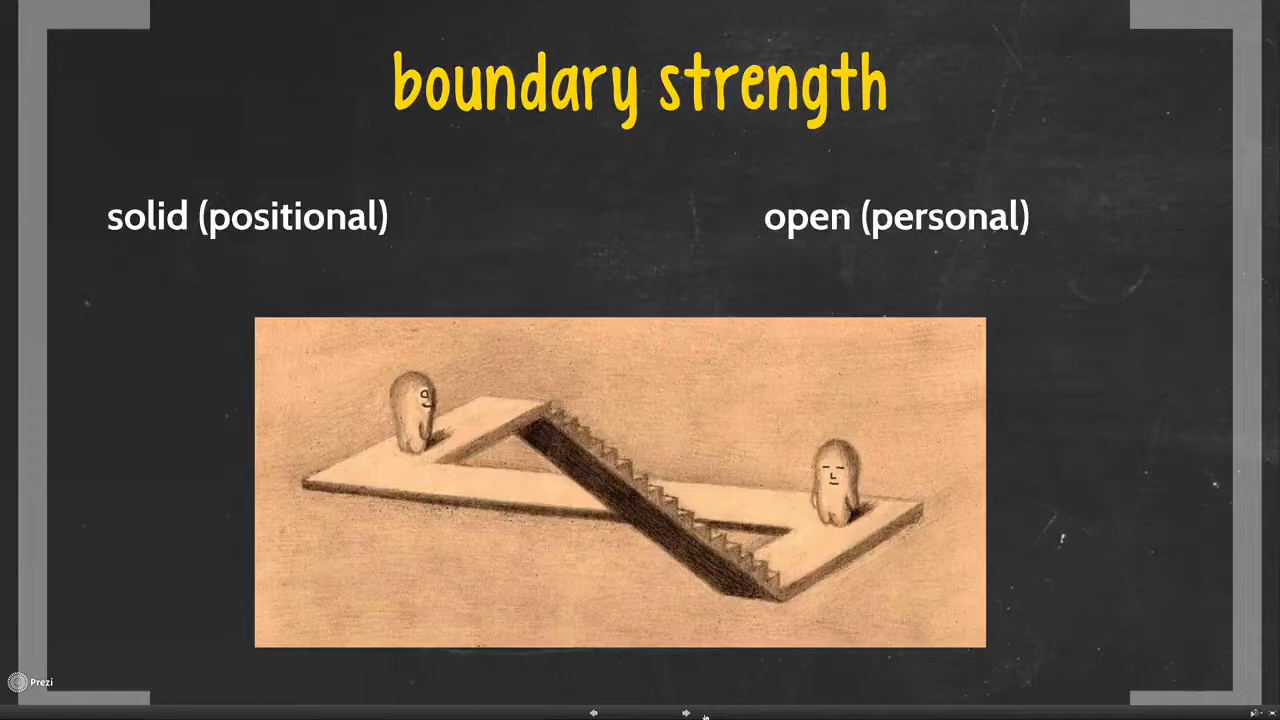 boundary strength
solid (positional)
open (personal)
Prezi